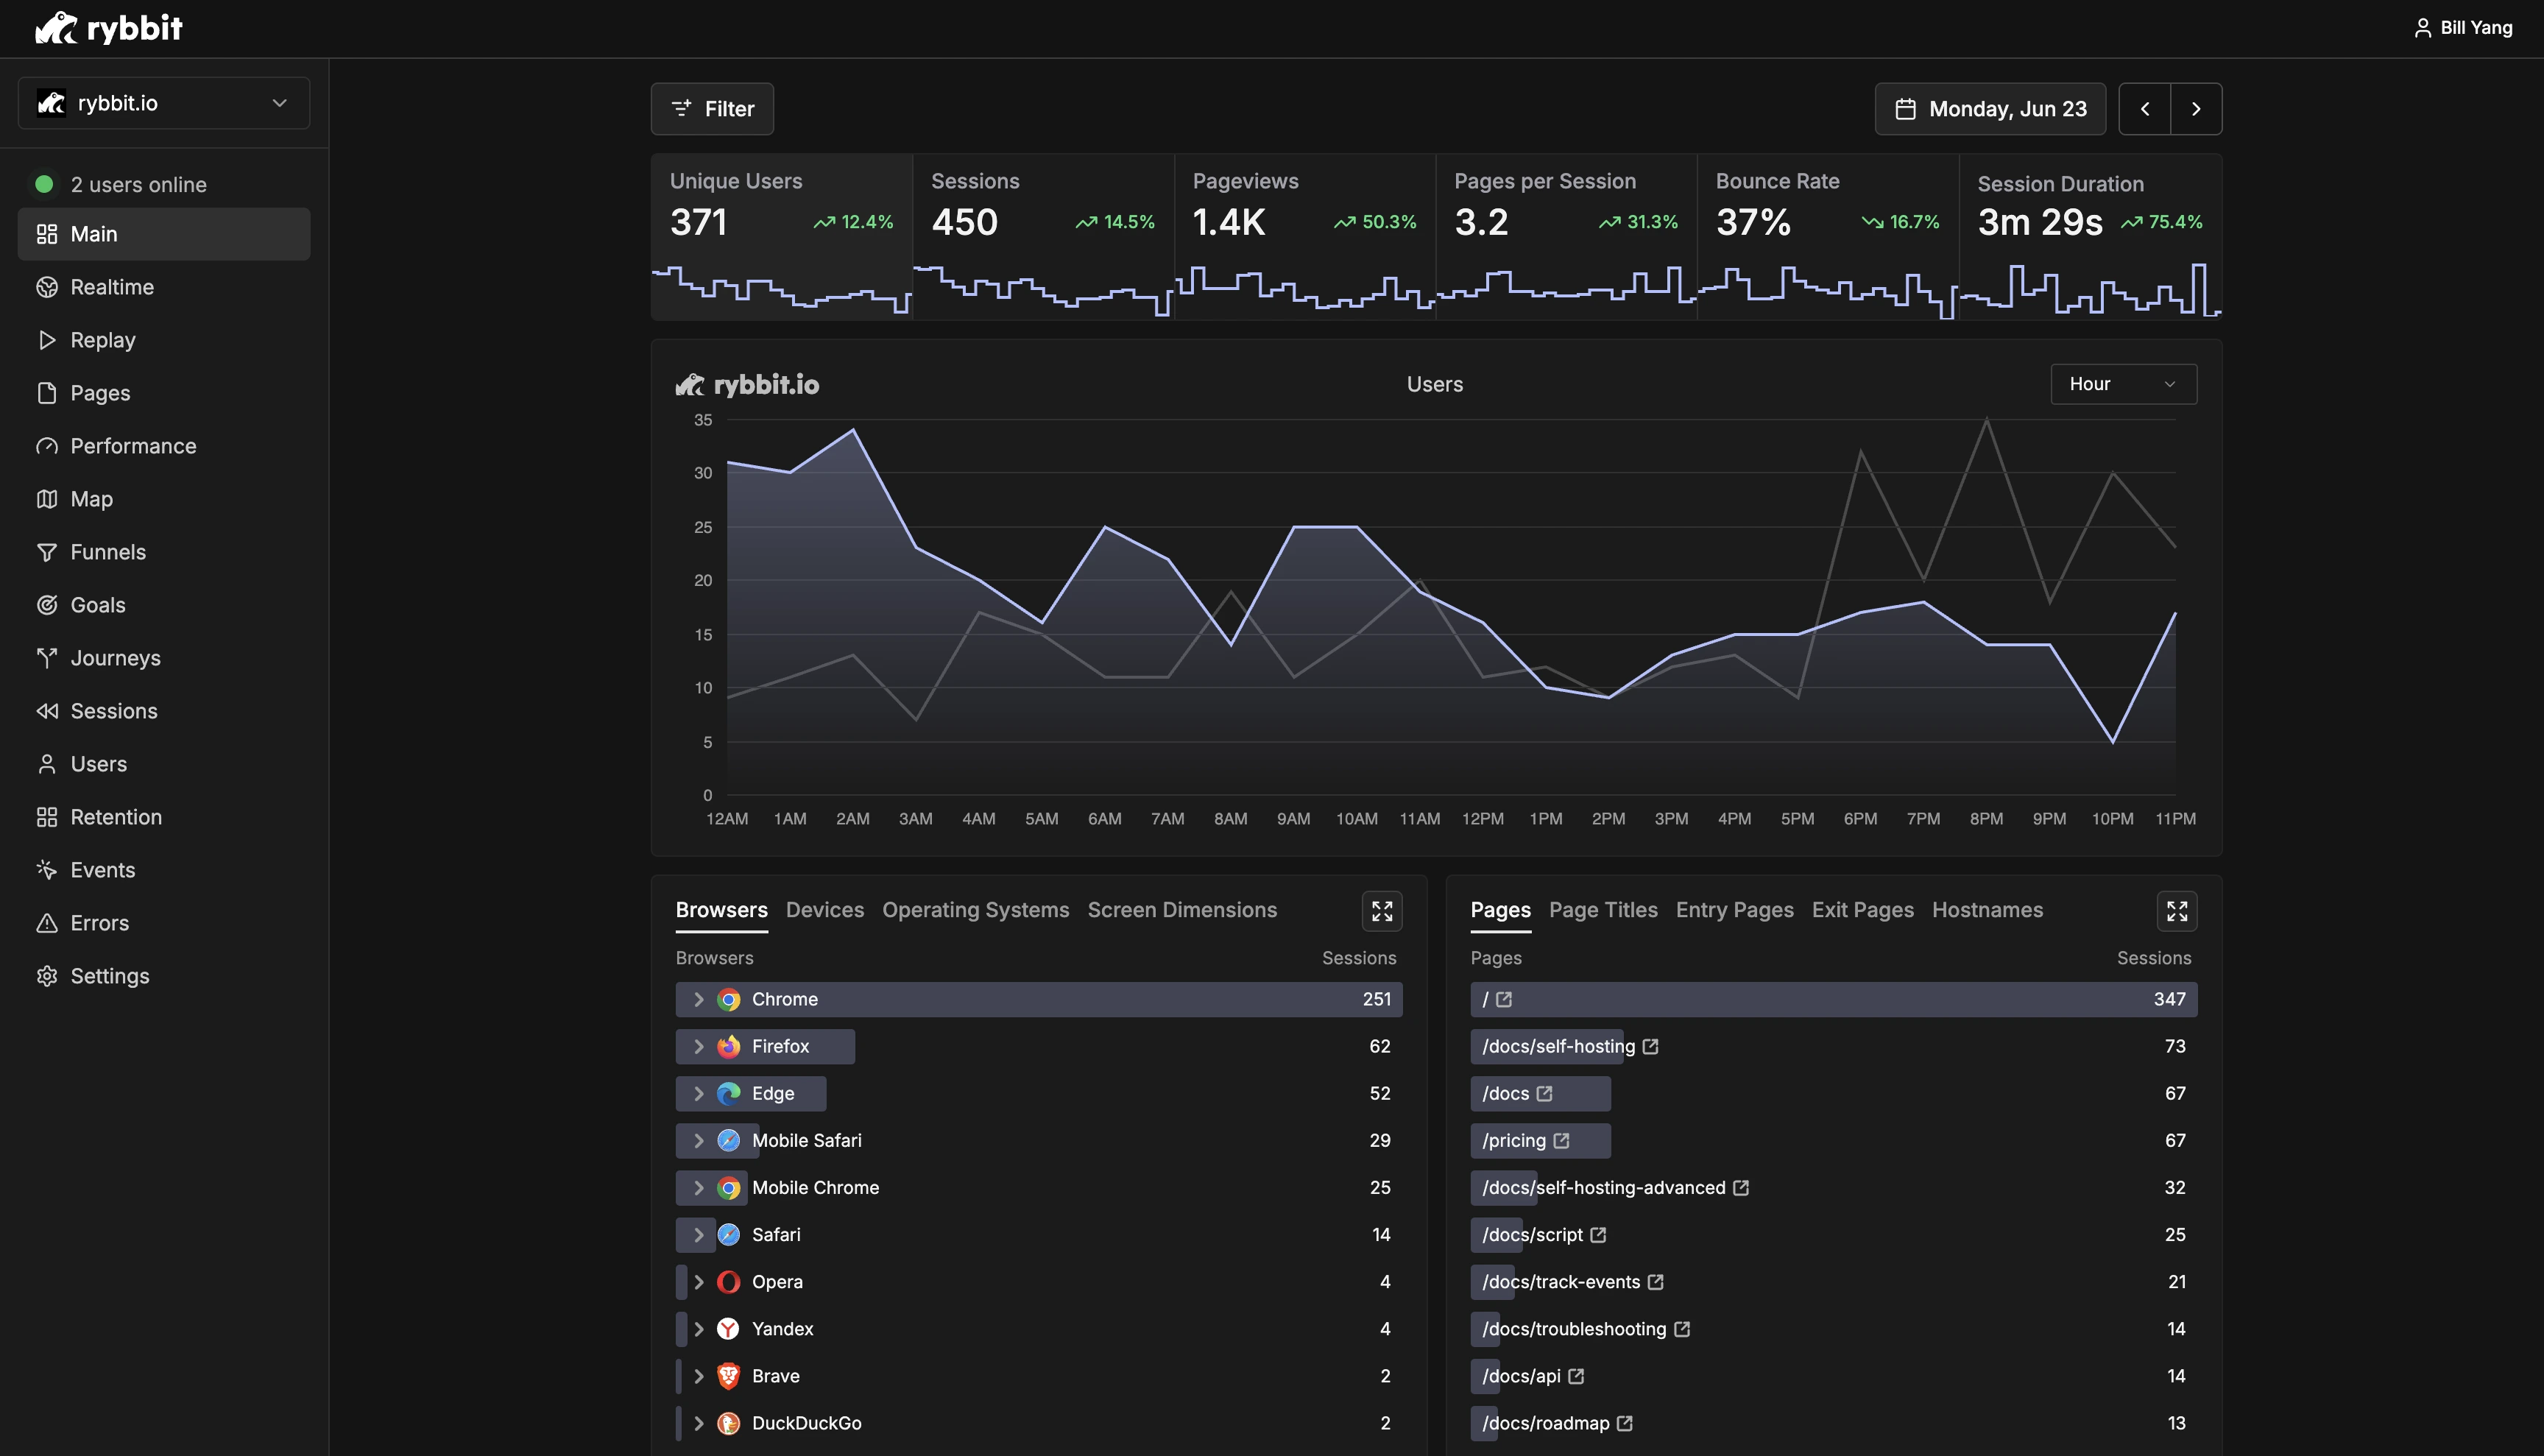 rybbit
Bill Yang
rybbit.io
2 users online
Main
Realtime
Replay
Pages
Performance
Map
Funnels
Goals
Journeys
Sessions
Users
Retention
Events
Errors
Settings
Filter
Monday, Jun 23
Unique Users
371 12.4%
Sessions
450 14.5%
Pageviews
1.4K 50.3%
Pages per Session
3.2 31.3%
Bounce Rate
37% 16.7%
Session Duration
3m 29s 75.4%
rybbit.io
Users
Hour
35
30
25
20
15
10
5
0
12AM 1AM 2AM 3AM 4AM 5AM 6AM 7AM 8AM 9AM 10AM 11AM 12PM 1PM 2PM 3PM 4PM 5PM 6PM 7PM 8PM 9PM 10PM 11PM
Browsers Devices Operating Systems Screen Dimensions
Browsers Sessions
Chrome 251
Firefox 62
Edge 52
Mobile Safari 29
Mobile Chrome 25
Safari 14
Opera 4
Yandex 4
Brave 2
DuckDuckGo 2
Pages Page Titles Entry Pages Exit Pages Hostnames
Pages Sessions
/ 347
/docs/self-hosting 73
/docs 67
/pricing 67
/docs/self-hosting-advanced 32
/docs/script 25
/docs/track-events 21
/docs/troubleshooting 14
/docs/api 14
/docs/roadmap 13